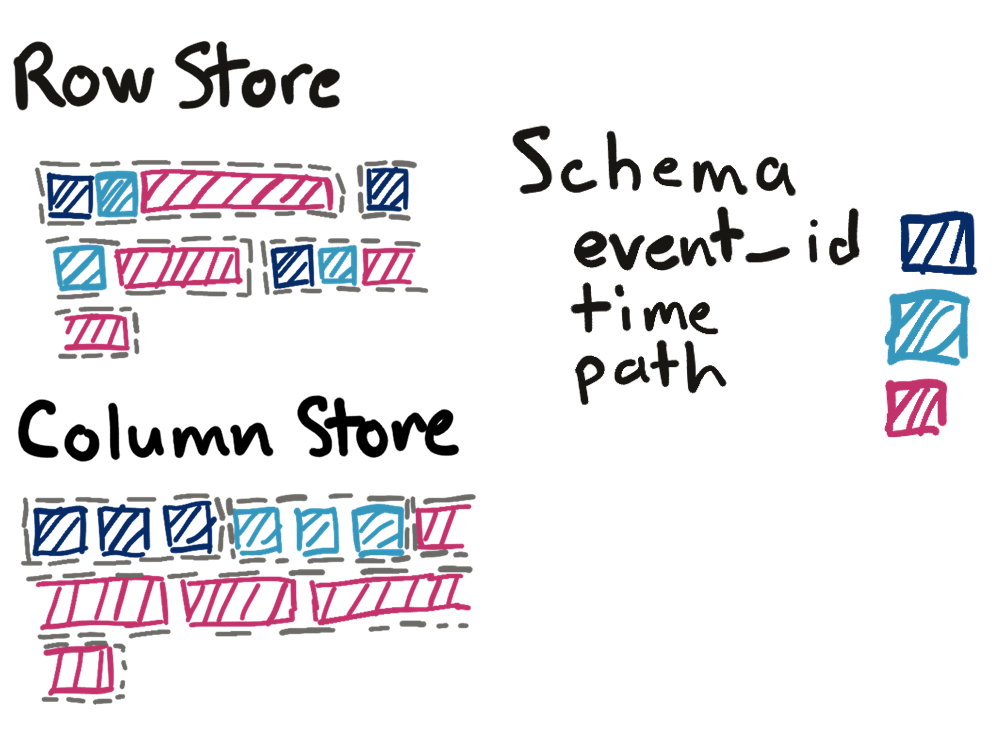 Row Store
Schema
event_id
time
path
Column Store